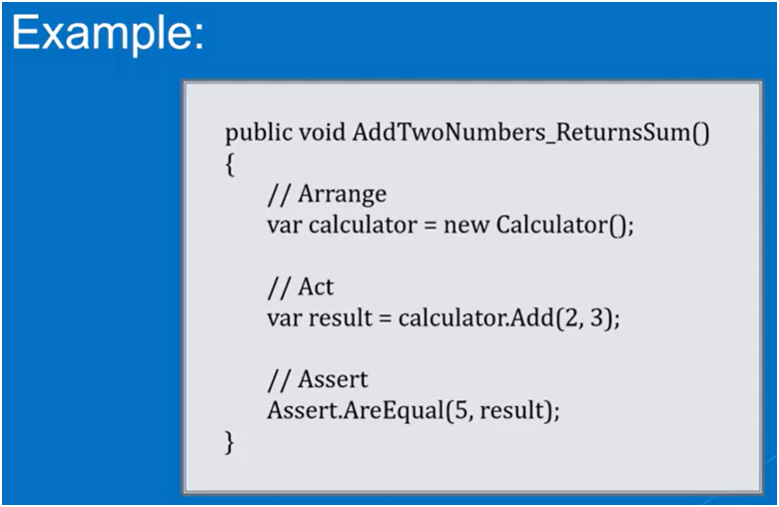 Example:
public void AddTwoNumbers_ReturnsSum()
{
// Arrange
var calculator = new Calculator();
// Act
var result = calculator.Add(2, 3);
// Assert
Assert.AreEqual(5, result);
}